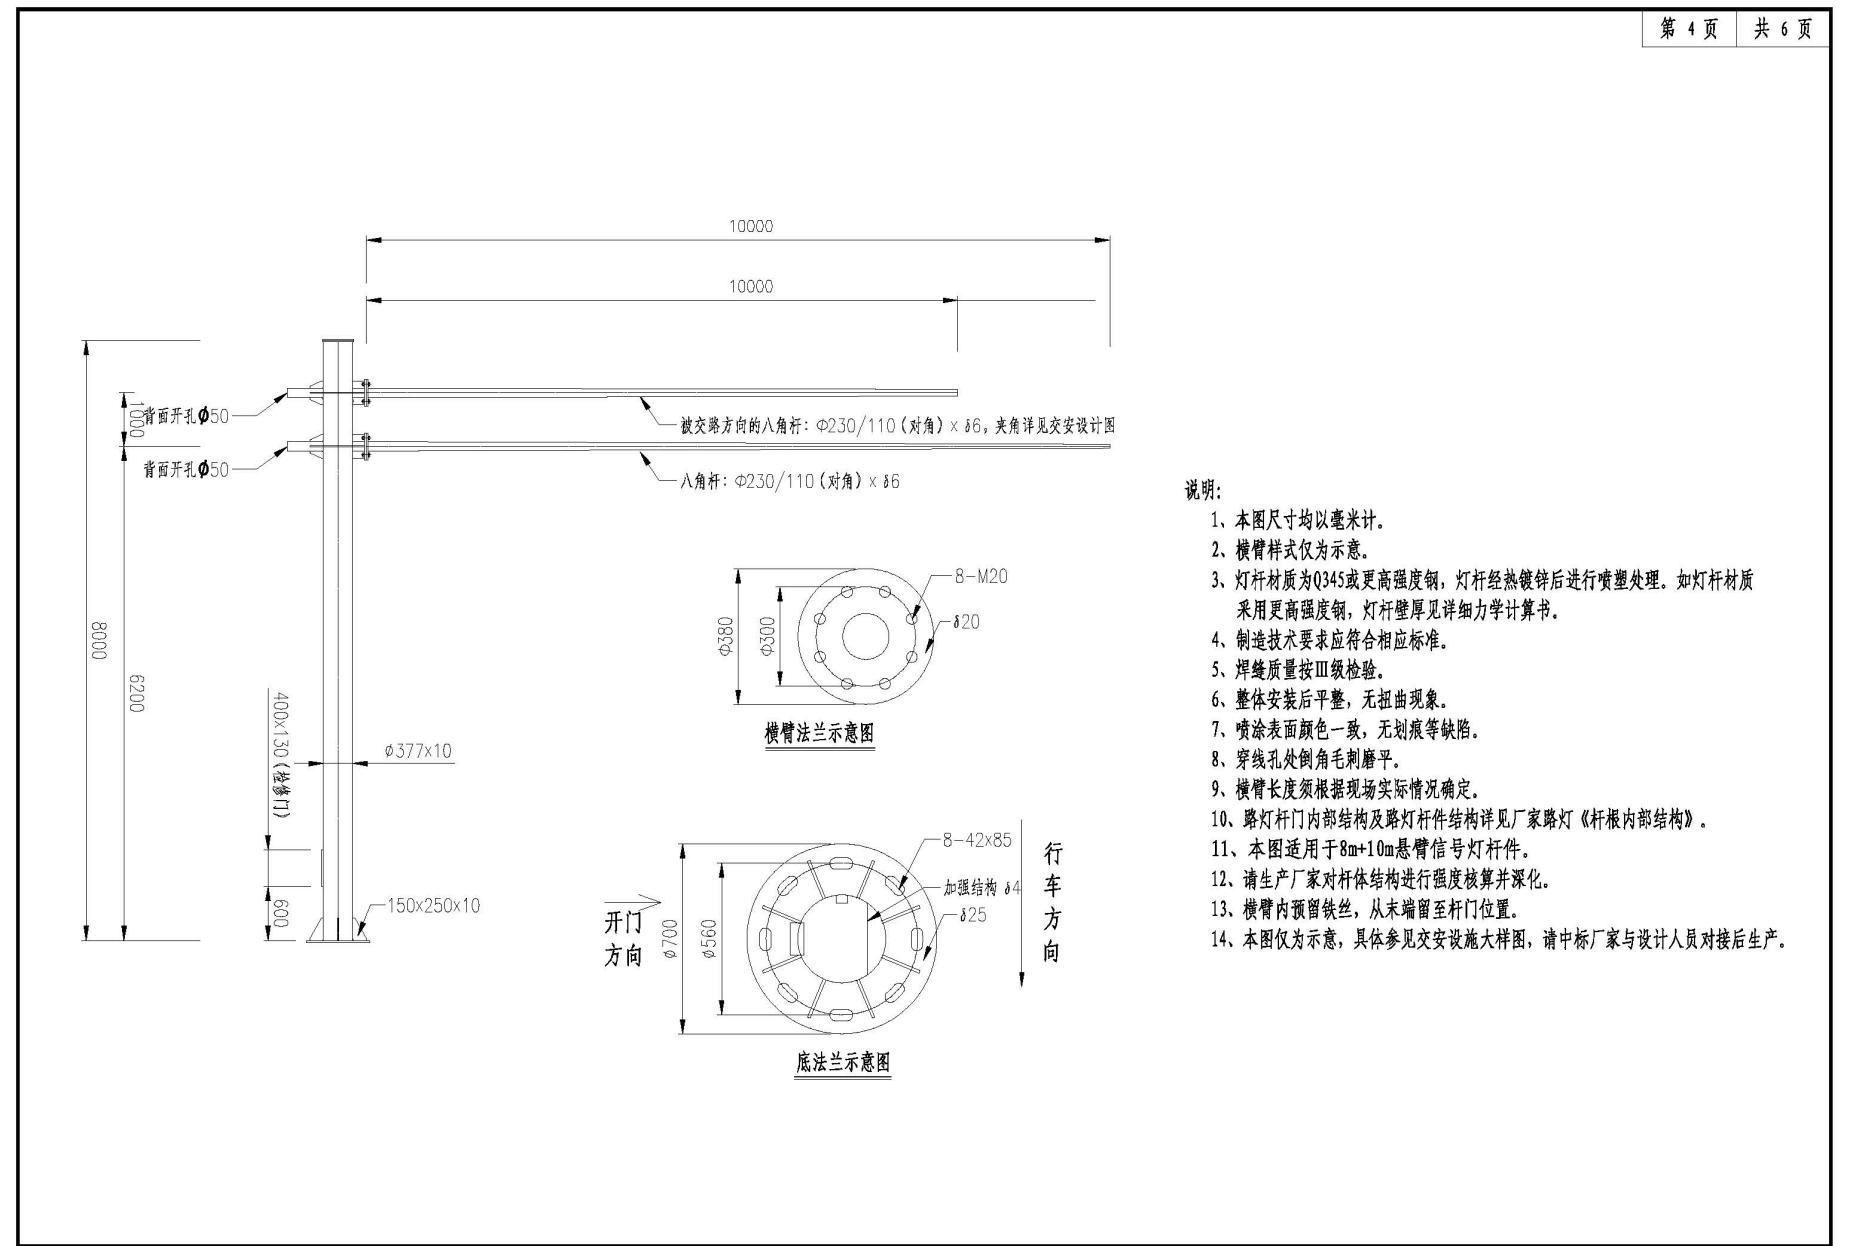 第 4 页 共 6 页
10000
10000
背面开孔Φ50
1000
被交路方向的八角杆：Φ230/110（对角）× δ6，夹角详见交安设计图
背面开孔Φ50
八角杆：Φ230/110（对角）× δ6
8000
6200
400x130（检修门）
Φ377x10
600
150x250x10
8-M20
δ20
Φ380
Φ300
横臂法兰示意图
8-42x85
加强结构 δ4
δ25
Φ700
Φ560
开门
方向
行车方向
底法兰示意图
说明：
1、本图尺寸均以毫米计。
2、横臂样式仅为示意。
3、灯杆材质为Q345或更高强度钢，灯杆经热镀锌后进行喷塑处理。如灯杆材质
采用更高强度钢，灯杆壁厚见详细力学计算书。
4、制造技术要求应符合相应标准。
5、焊缝质量按Ⅲ级检验。
6、整体安装后平整，无扭曲现象。
7、喷涂表面颜色一致，无划痕等缺陷。
8、穿线孔处倒角毛刺磨平。
9、横臂长度须根据现场实际情况确定。
10、路灯杆门内部结构及路灯杆件结构详见厂家路灯《杆根内部结构》。
11、本图适用于8m+10m悬臂信号灯杆件。
12、请生产厂家对杆体结构进行强度核算并深化。
13、横臂内预留铁丝，从末端留至杆门位置。
14、本图仅为示意，具体参见交安设施大样图，请中标厂家与设计人员对接后生产。